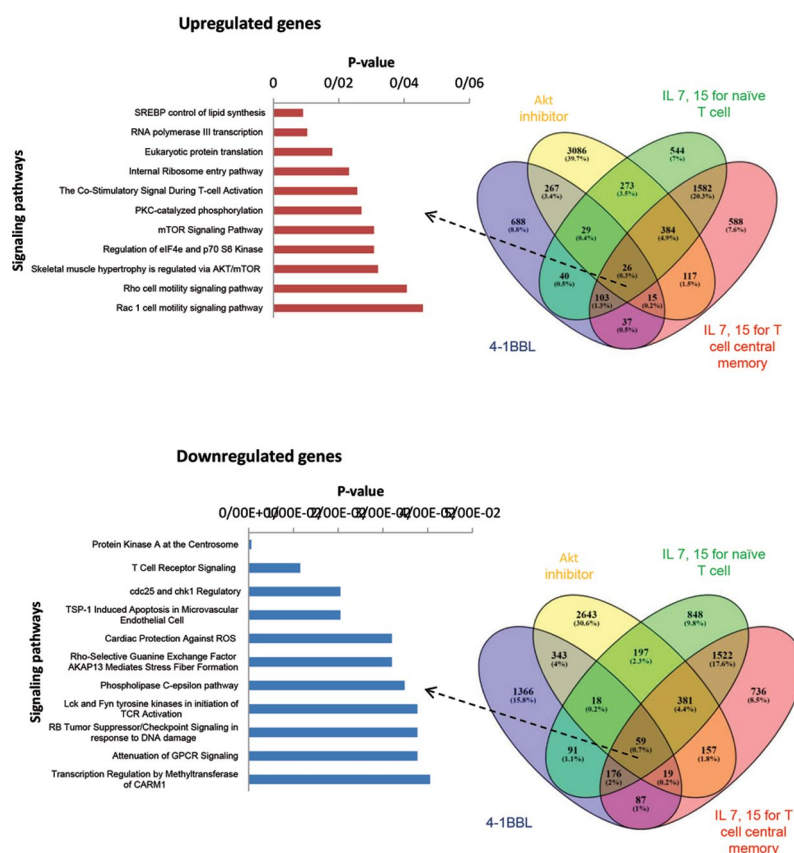 Upregulated genes
P-value
0 0/02 0/04 0/06
Signaling pathways
SREBP control of lipid synthesis
RNA polymerase III transcription
Eukaryotic protein translation
Internal Ribosome entry pathway
The Co-Stimulatory Signal During T-cell Activation
PKC-catalyzed phosphorylation
mTOR Signaling Pathway
Regulation of eIF4e and p70 S6 Kinase
Skeletal muscle hypertrophy is regulated via AKT/mTOR
Rho cell motility signaling pathway
Rac 1 cell motility signaling pathway
Akt
inhibitor
IL 7, 15 for naïve
T cell
3086
(39.7%)
544
(7%)
267
(3.4%)
273
(3.5%)
1582
(20.3%)
688
(8.8%)
588
(7.6%)
29
(0.4%)
384
(4.9%)
26
(0.3%)
40
(0.5%)
117
(1.5%)
103
(1.3%)
15
(0.2%)
37
(0.5%)
4-1BBL
IL 7, 15 for T
cell central
memory
Downregulated genes
P-value
Signaling pathways
Protein Kinase A at the Centrosome
T Cell Receptor Signaling
cdc25 and chk1 Regulatory
TSP-1 Induced Apoptosis in Microvascular
Endothelial Cell
Cardiac Protection Against ROS
Rho-Selective Guanine Exchange Factor
AKAP13 Mediates Stress Fiber Formation
Phospholipase C-epsilon pathway
Lck and Fyn tyrosine kinases in initiation of
TCR Activation
RB Tumor Suppressor/Checkpoint Signaling in
response to DNA damage
Attenuation of GPCR Signaling
Transcription Regulation by Methyltransferase
of CARM1
Akt
inhibitor
IL 7, 15 for naïve
T cell
2643
(30.6%)
848
(9.8%)
343
(4%)
197
(2.3%)
1522
(17.6%)
1366
(15.8%)
736
(8.5%)
18
(0.2%)
381
(4.4%)
59
(0.7%)
91
(1.1%)
157
(1.8%)
176
(2%)
19
(0.2%)
87
(1%)
4-1BBL
IL 7, 15 for T
cell central
memory